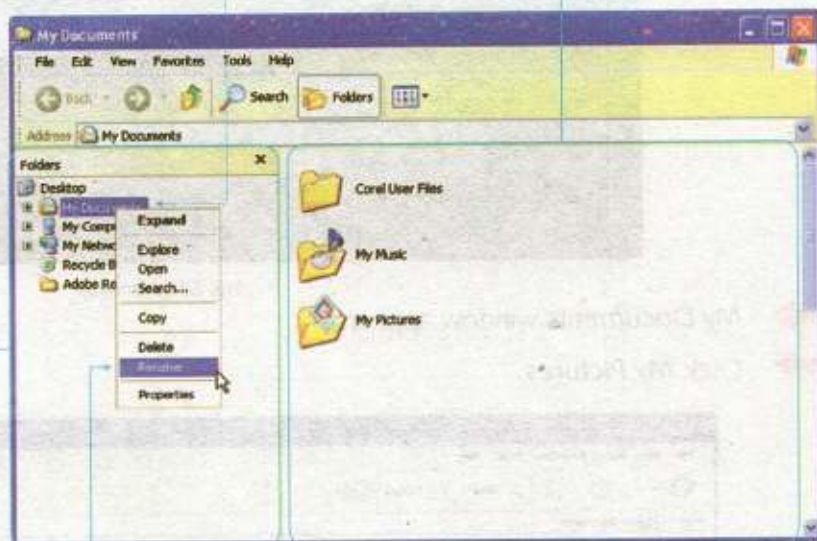 My Documents
File Edit View Favorites Tools Help
Back Search Folders
Address My Documents
Folders
Desktop
My Documents
My Comp
My Netwo
Recycle B
Adobe Re
Expand
Explore
Open
Search...
Copy
Delete
Rename
Properties
Corel User Files
My Music
My Pictures
My Documents window
Click My Pictures